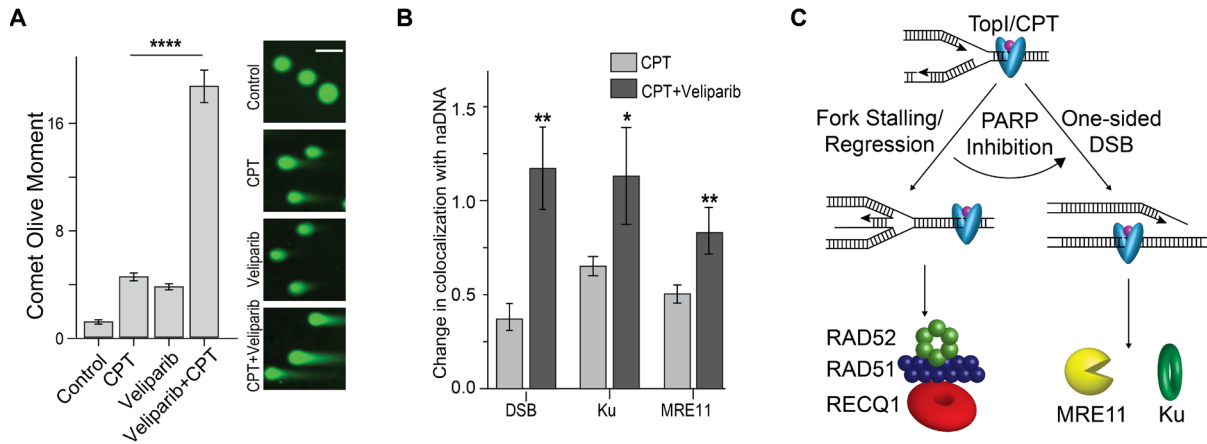 A
****
Comet Olive Moment
16
8
0
Control
CPT
Veliparib
Veliparib+CPT
Control
CPT
Veliparib
CPT+Veliparib
B
CPT
CPT+Veliparib
Change in colocalization with naDNA
1.5
1.0
0.5
0.0
**
*
**
DSB
Ku
MRE11
C
TopI/CPT
Fork Stalling/
Regression
PARP
Inhibition
One-sided
DSB
RAD52
RAD51
RECQ1
MRE11
Ku